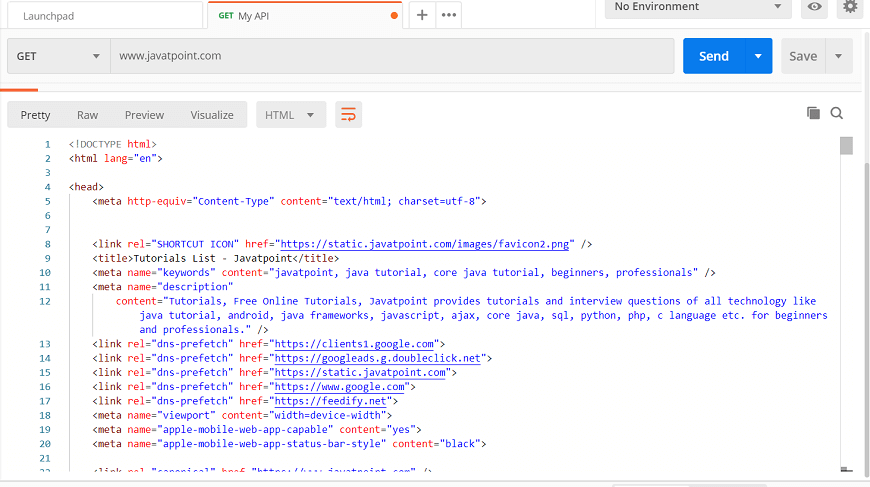 Launchpad
GET My API
No Environment
GET
www.javatpoint.com
Send
Save
Pretty
Raw
Preview
Visualize
HTML
1 <!DOCTYPE html>
2 <html lang="en">
3
4 <head>
5 <meta http-equiv="Content-Type" content="text/html; charset=utf-8">
6
7
8 <link rel="SHORTCUT ICON" href="https://static.javatpoint.com/images/favicon2.png" />
9 <title>Tutorials List - Javatpoint</title>
10 <meta name="keywords" content="javatpoint, java tutorial, core java tutorial, beginners, professionals" />
11 <meta name="description"
12 content="Tutorials, Free Online Tutorials, Javatpoint provides tutorials and interview questions of all technology like
java tutorial, android, java frameworks, javascript, ajax, core java, sql, python, php, c language etc. for beginners
and professionals." />
13 <link rel="dns-prefetch" href="https://clients1.google.com">
14 <link rel="dns-prefetch" href="https://googleads.g.doubleclick.net">
15 <link rel="dns-prefetch" href="https://static.javatpoint.com">
16 <link rel="dns-prefetch" href="https://www.google.com">
17 <link rel="dns-prefetch" href="https://feedify.net">
18 <meta name="viewport" content="width=device-width">
19 <meta name="apple-mobile-web-app-capable" content="yes">
20 <meta name="apple-mobile-web-app-status-bar-style" content="black">
21
22 <link rel="canonical" href="https://www.javatpoint.com" />